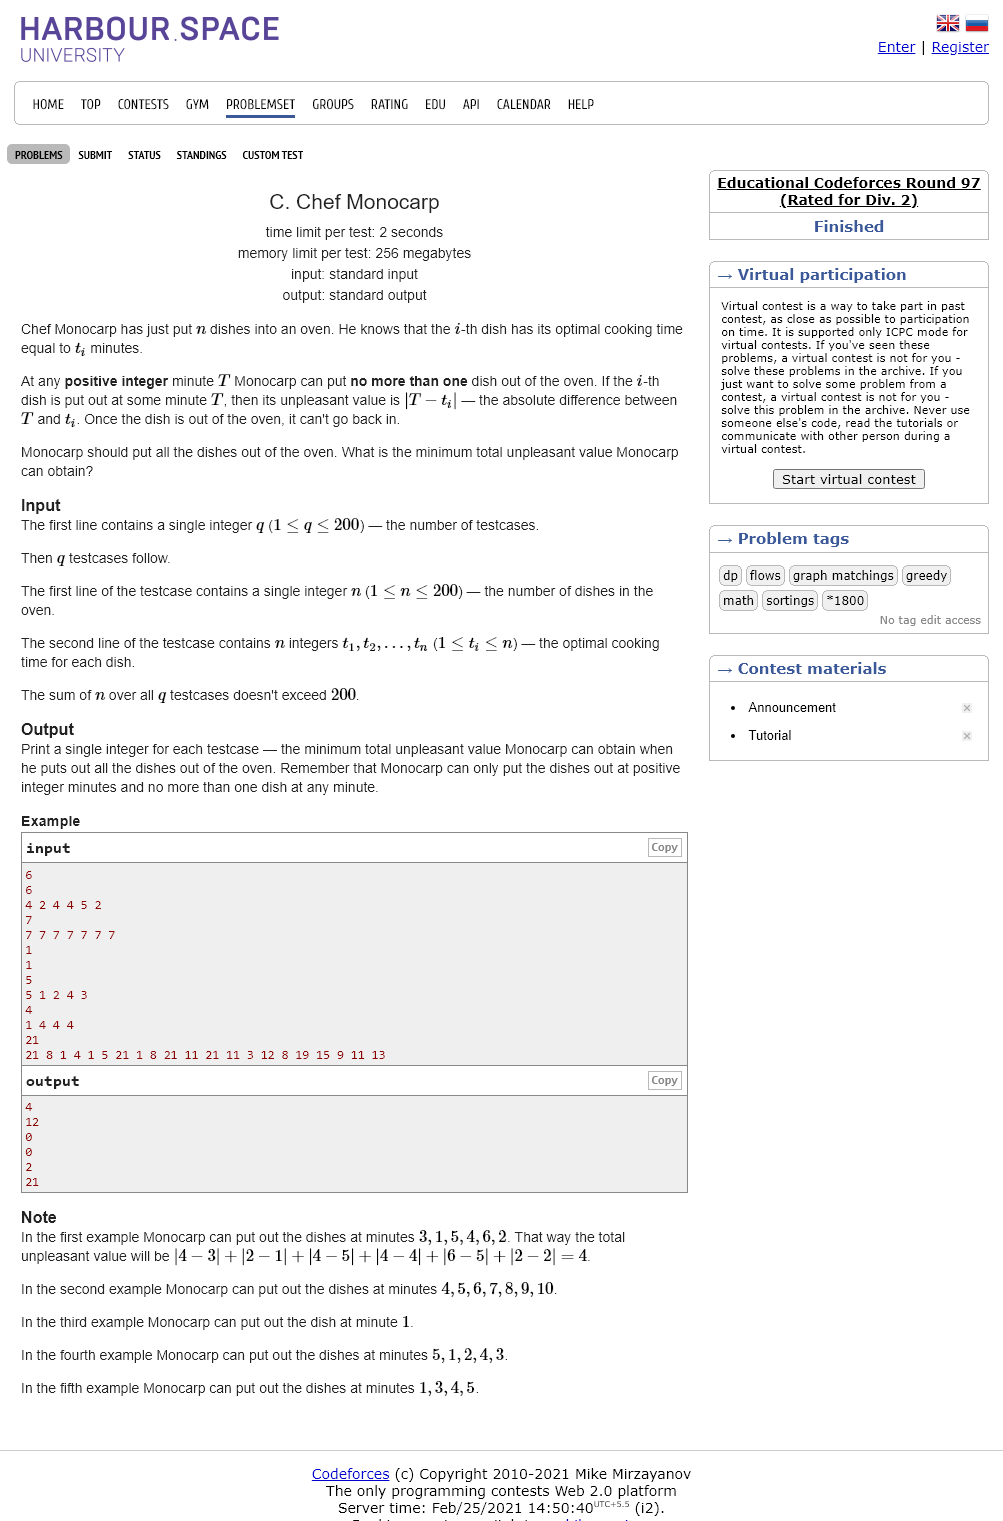 HARBOUR.SPACE
UNIVERSITY
Enter | Register
HOME TOP CONTESTS GYM PROBLEMSET GROUPS RATING EDU API CALENDAR HELP
PROBLEMS SUBMIT STATUS STANDINGS CUSTOM TEST
C. Chef Monocarp
time limit per test: 2 seconds
memory limit per test: 256 megabytes
input: standard input
output: standard output
Chef Monocarp has just put n dishes into an oven. He knows that the i-th dish has its optimal cooking time
equal to t_i minutes.
At any positive integer minute T Monocarp can put no more than one dish out of the oven. If the i-th
dish is put out at some minute T, then its unpleasant value is |T − t_i| — the absolute difference between
T and t_i. Once the dish is out of the oven, it can't go back in.
Monocarp should put all the dishes out of the oven. What is the minimum total unpleasant value Monocarp
can obtain?
Input
The first line contains a single integer q (1 ≤ q ≤ 200) — the number of testcases.
Then q testcases follow.
The first line of the testcase contains a single integer n (1 ≤ n ≤ 200) — the number of dishes in the
oven.
The second line of the testcase contains n integers t_1, t_2, …, t_n (1 ≤ t_i ≤ n) — the optimal cooking
time for each dish.
The sum of n over all q testcases doesn't exceed 200.
Output
Print a single integer for each testcase — the minimum total unpleasant value Monocarp can obtain when
he puts out all the dishes out of the oven. Remember that Monocarp can only put the dishes out at positive
integer minutes and no more than one dish at any minute.
Example
input Copy
6
6
4 2 4 4 5 2
7
7 7 7 7 7 7 7
1
1
5
5 1 2 4 3
4
1 4 4 4
21
21 8 1 4 1 5 21 1 8 21 11 21 11 3 12 8 19 15 9 11 13
output Copy
4
12
0
0
2
21
Note
In the first example Monocarp can put out the dishes at minutes 3, 1, 5, 4, 6, 2. That way the total
unpleasant value will be |4 − 3| + |2 − 1| + |4 − 5| + |4 − 4| + |6 − 5| + |2 − 2| = 4.
In the second example Monocarp can put out the dishes at minutes 4, 5, 6, 7, 8, 9, 10.
In the third example Monocarp can put out the dish at minute 1.
In the fourth example Monocarp can put out the dishes at minutes 5, 1, 2, 4, 3.
In the fifth example Monocarp can put out the dishes at minutes 1, 3, 4, 5.
Educational Codeforces Round 97
(Rated for Div. 2)
Finished
→ Virtual participation
Virtual contest is a way to take part in past
contest, as close as possible to participation
on time. It is supported only ICPC mode for
virtual contests. If you've seen these
problems, a virtual contest is not for you -
solve these problems in the archive. If you
just want to solve some problem from a
contest, a virtual contest is not for you -
solve this problem in the archive. Never use
someone else's code, read the tutorials or
communicate with other person during a
virtual contest.
Start virtual contest
→ Problem tags
dp flows graph matchings greedy
math sortings *1800
No tag edit access
→ Contest materials
Announcement
Tutorial
Codeforces (c) Copyright 2010-2021 Mike Mirzayanov
The only programming contests Web 2.0 platform
Server time: Feb/25/2021 14:50:40 UTC+5.5 (i2).